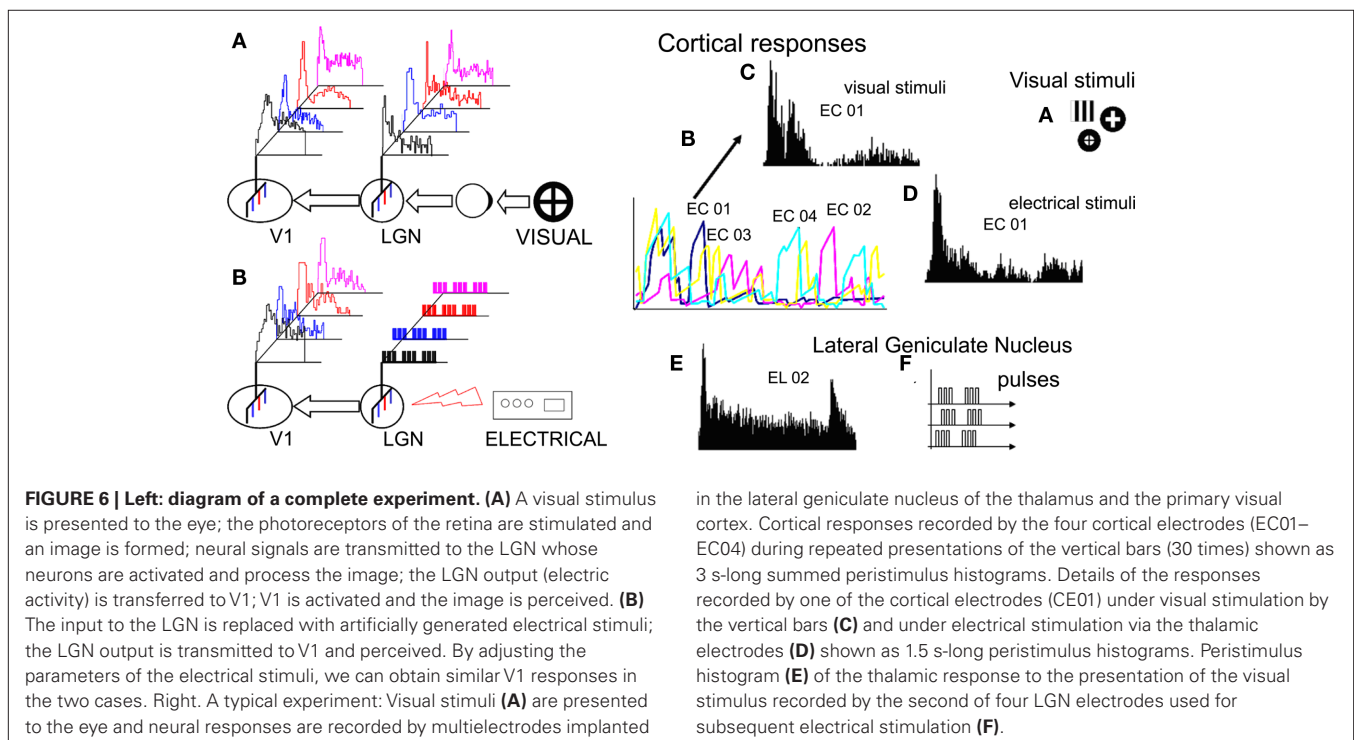 A
V1
LGN
VISUAL
B
V1
LGN
ELECTRICAL
Cortical responses
C
visual stimuli
EC 01
Visual stimuli
A
B
EC 01
EC 03
EC 04
EC 02
D
electrical stimuli
EC 01
Lateral Geniculate Nucleus
E
EL 02
F
pulses
FIGURE 6 | Left: diagram of a complete experiment. (A) A visual stimulus
is presented to the eye; the photoreceptors of the retina are stimulated and
an image is formed; neural signals are transmitted to the LGN whose
neurons are activated and process the image; the LGN output (electric
activity) is transferred to V1; V1 is activated and the image is perceived. (B)
The input to the LGN is replaced with artificially generated electrical stimuli;
the LGN output is transmitted to V1 and perceived. By adjusting the
parameters of the electrical stimuli, we can obtain similar V1 responses in
the two cases. Right. A typical experiment: Visual stimuli (A) are presented
to the eye and neural responses are recorded by multielectrodes implanted
in the lateral geniculate nucleus of the thalamus and the primary visual
cortex. Cortical responses recorded by the four cortical electrodes (EC01–
EC04) during repeated presentations of the vertical bars (30 times) shown as
3 s-long summed peristimulus histograms. Details of the responses
recorded by one of the cortical electrodes (CE01) under visual stimulation by
the vertical bars (C) and under electrical stimulation via the thalamic
electrodes (D) shown as 1.5 s-long peristimulus histograms. Peristimulus
histogram (E) of the thalamic response to the presentation of the visual
stimulus recorded by the second of four LGN electrodes used for
subsequent electrical stimulation (F).